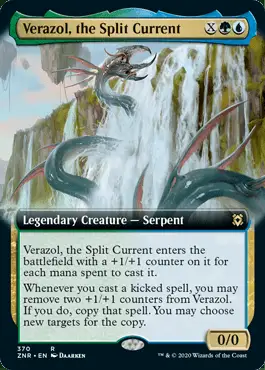 Verazol, the Split Current X
Legendary Creature — Serpent
Verazol, the Split Current enters the
battlefield with a +1/+1 counter on it for
each mana spent to cast it.
Whenever you cast a kicked spell, you may
remove two +1/+1 counters from Verazol.
If you do, copy that spell. You may choose
new targets for the copy.
0/0
370 R
ZNR • EN Daarken
™ & © 2020 Wizards of the Coast